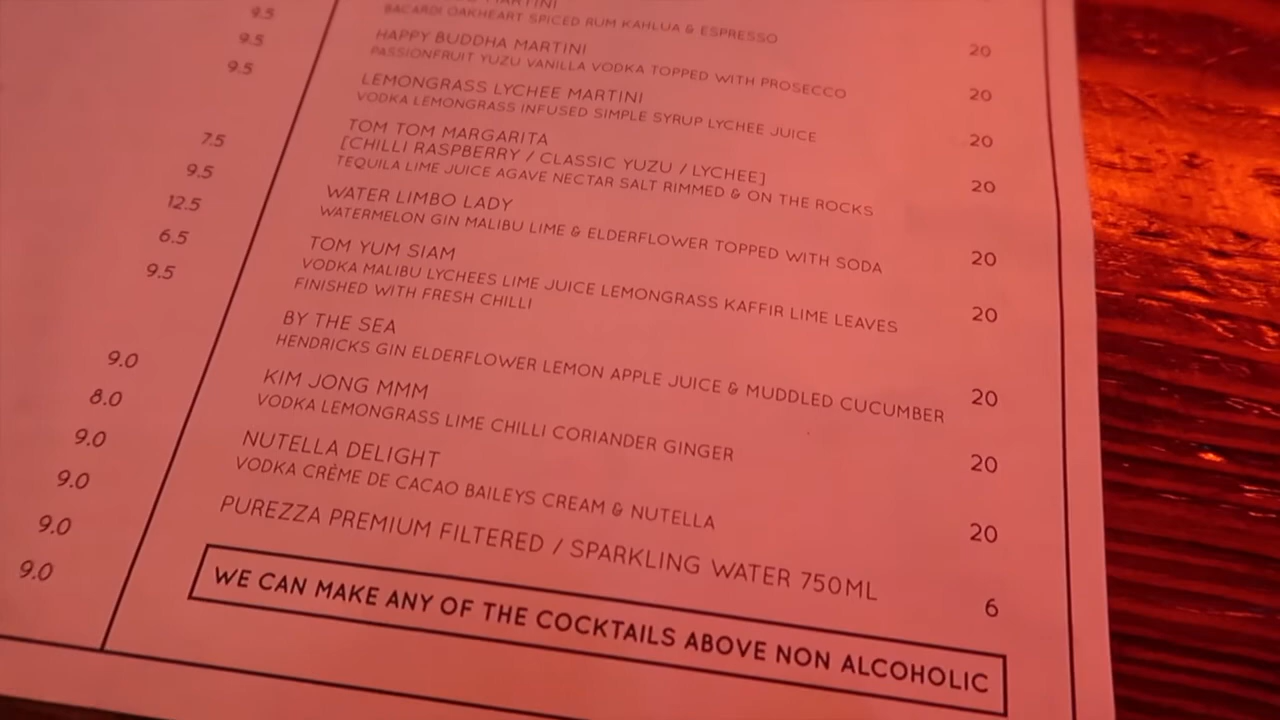 9.5
9.5
9.5
7.5
9.5
12.5
6.5
9.5
9.0
8.0
9.0
9.0
9.0
9.0
MARTINI
BACARDI OAKHEART SPICED RUM KAHLUA & ESPRESSO 20
HAPPY BUDDHA MARTINI
PASSIONFRUIT YUZU VANILLA VODKA TOPPED WITH PROSECCO 20
LEMONGRASS LYCHEE MARTINI
VODKA LEMONGRASS INFUSED SIMPLE SYRUP LYCHEE JUICE 20
TOM TOM MARGARITA
[CHILLI RASPBERRY / CLASSIC YUZU / LYCHEE]
TEQUILA LIME JUICE AGAVE NECTAR SALT RIMMED & ON THE ROCKS 20
WATER LIMBO LADY
WATERMELON GIN MALIBU LIME & ELDERFLOWER TOPPED WITH SODA 20
TOM YUM SIAM
VODKA MALIBU LYCHEES LIME JUICE LEMONGRASS KAFFIR LIME LEAVES 20
FINISHED WITH FRESH CHILLI
BY THE SEA
HENDRICKS GIN ELDERFLOWER LEMON APPLE JUICE & MUDDLED CUCUMBER 20
KIM JONG MMM
VODKA LEMONGRASS LIME CHILLI CORIANDER GINGER 20
NUTELLA DELIGHT
VODKA CRÈME DE CACAO BAILEYS CREAM & NUTELLA 20
PUREZZA PREMIUM FILTERED / SPARKLING WATER 750ML 6
WE CAN MAKE ANY OF THE COCKTAILS ABOVE NON ALCOHOLIC